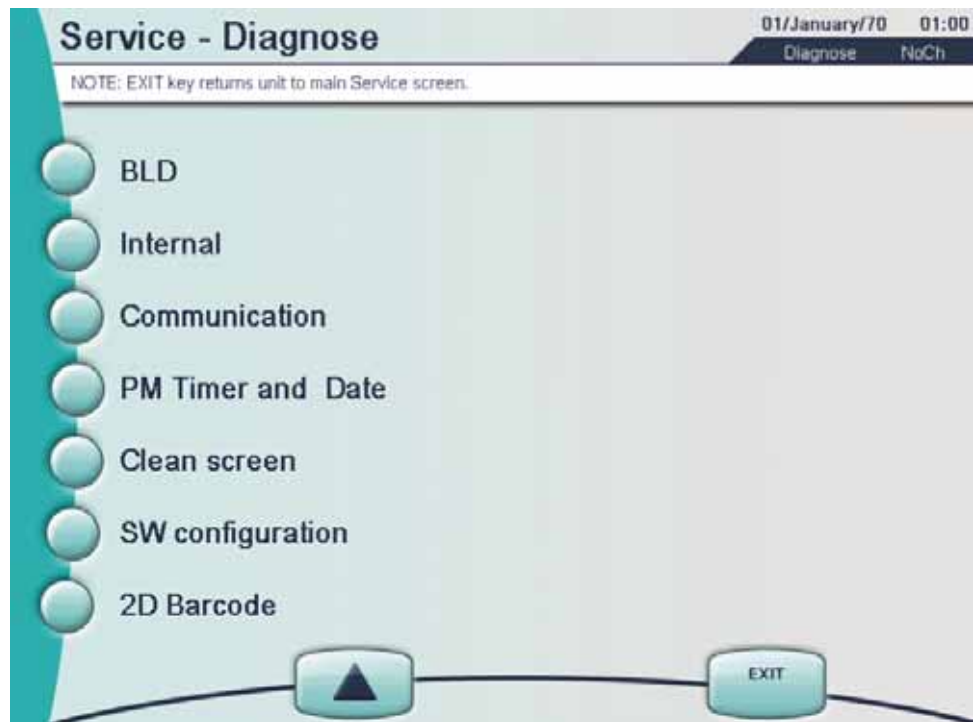 Service - Diagnose
01/January/70 01:00
Diagnose NoCh
NOTE: EXIT key returns unit to main Service screen.
BLD
Internal
Communication
PM Timer and Date
Clean screen
SW configuration
2D Barcode
EXIT